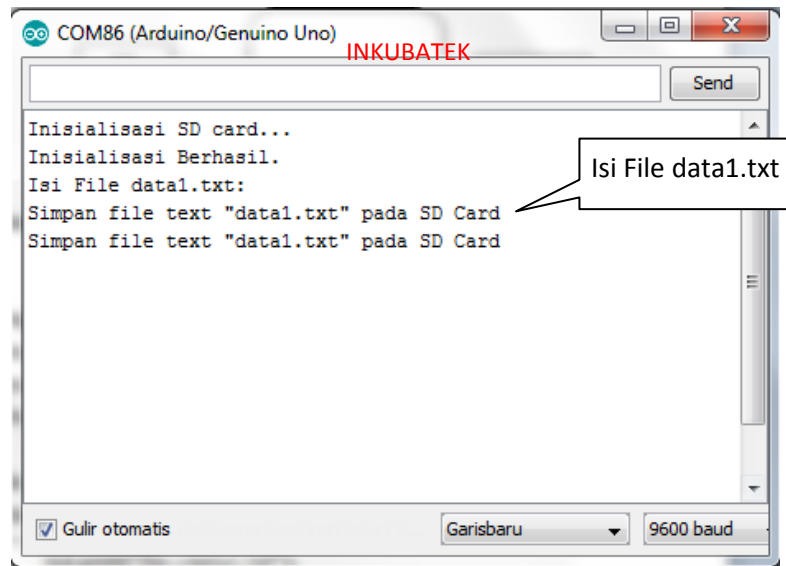 COM86 (Arduino/Genuino Uno)
INKUBATEK
Send
Inisialisasi SD card...
Inisialisasi Berhasil.
Isi File data1.txt:
Simpan file text "data1.txt" pada SD Card
Simpan file text "data1.txt" pada SD Card
Isi File data1.txt
Gulir otomatis
Garisbaru
9600 baud